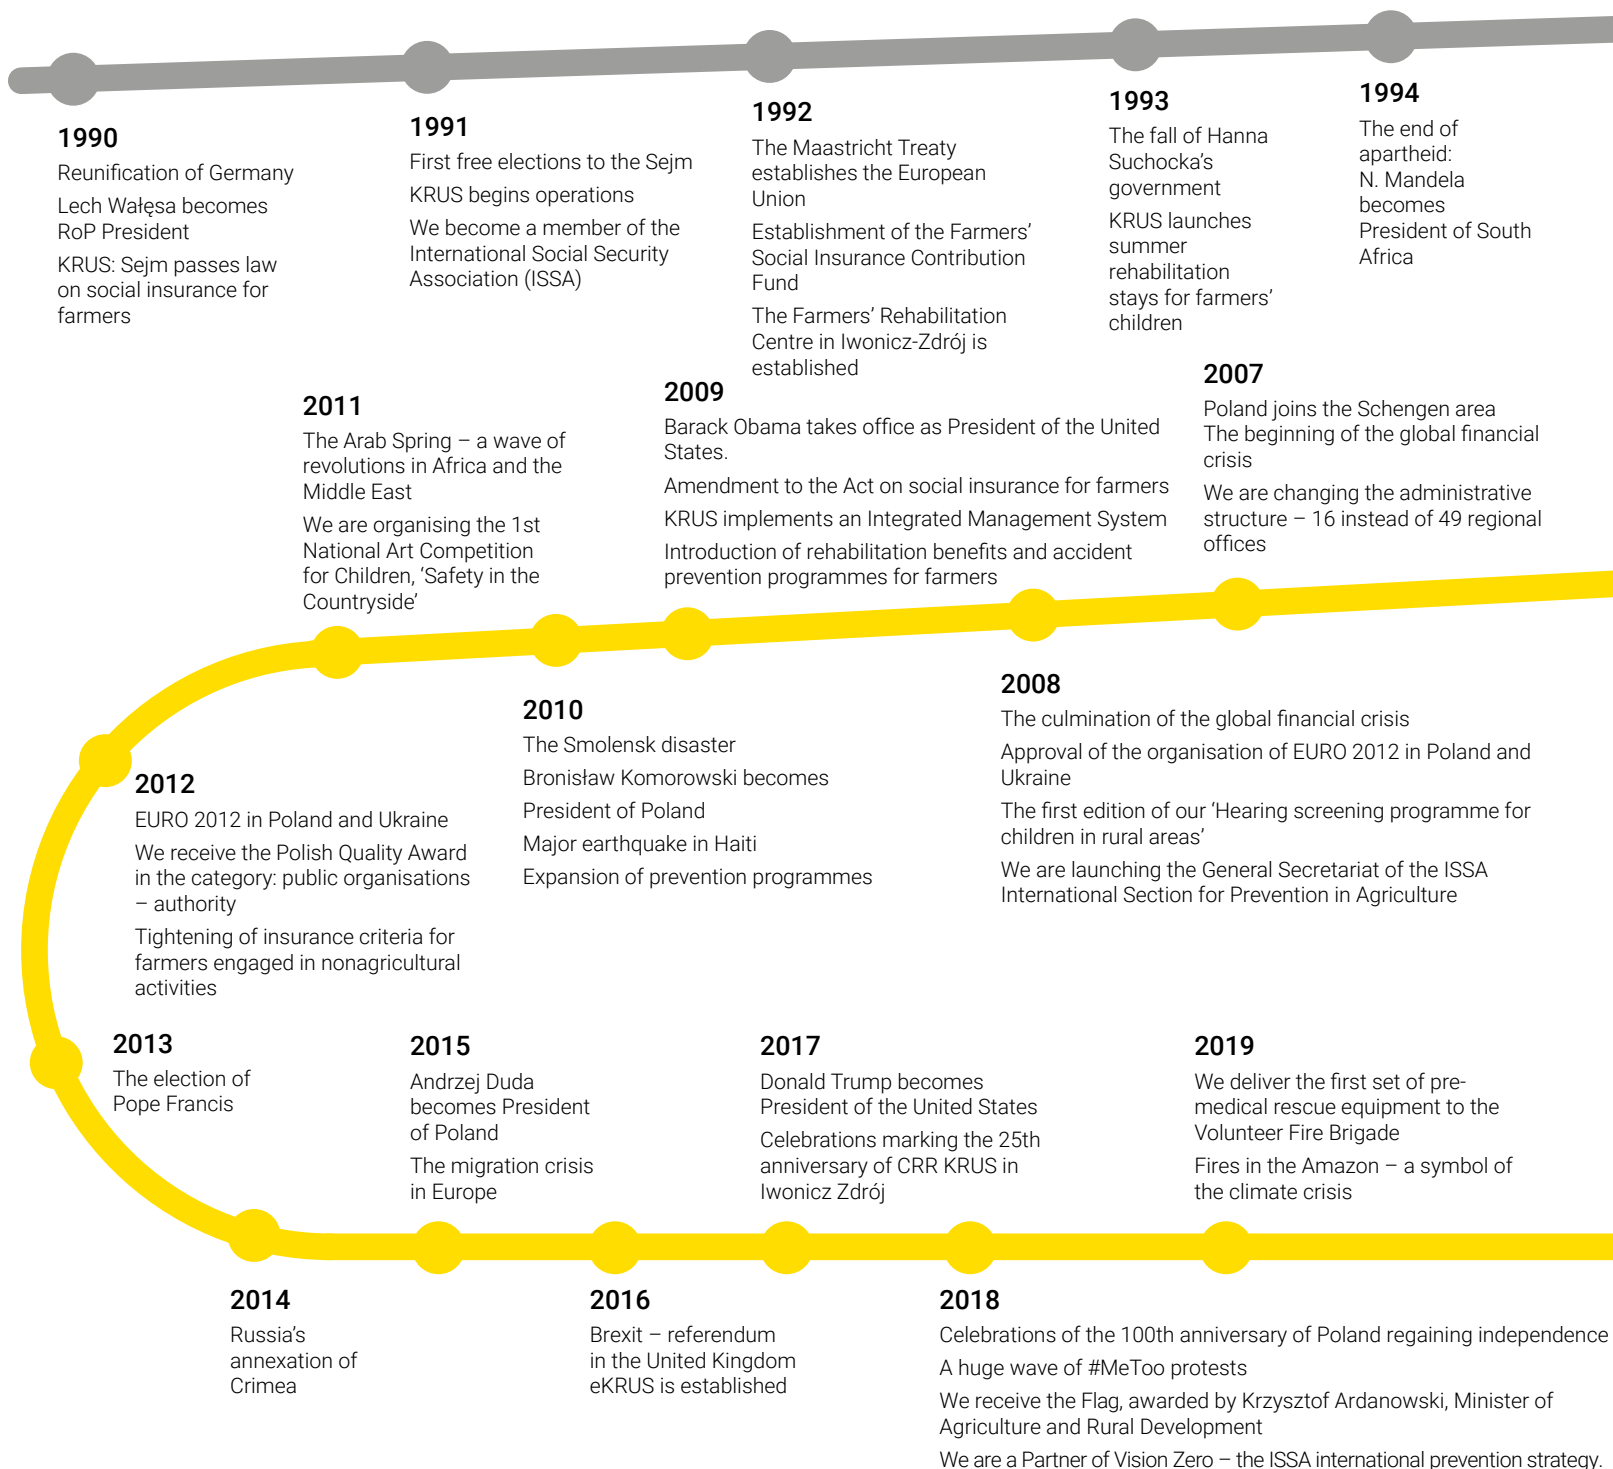 1990
Reunification of Germany
Lech Wałęsa becomes
RoP President
KRUS: Sejm passes law
on social insurance for
farmers
1991
First free elections to the Sejm
KRUS begins operations
We become a member of the
International Social Security
Association (ISSA)
1992
The Maastricht Treaty
establishes the European
Union
Establishment of the Farmers’
Social Insurance Contribution
Fund
The Farmers’ Rehabilitation
Centre in Iwonicz-Zdrój is
established
1993
The fall of Hanna
Suchocka’s
government
KRUS launches
summer
rehabilitation
stays for farmers’
children
1994
The end of
apartheid:
N. Mandela
becomes
President of South
Africa
2007
Poland joins the Schengen area
The beginning of the global financial
crisis
We are changing the administrative
structure – 16 instead of 49 regional
offices
2008
The culmination of the global financial crisis
Approval of the organisation of EURO 2012 in Poland and
Ukraine
The first edition of our ‘Hearing screening programme for
children in rural areas’
We are launching the General Secretariat of the ISSA
International Section for Prevention in Agriculture
2009
Barack Obama takes office as President of the United
States.
Amendment to the Act on social insurance for farmers
KRUS implements an Integrated Management System
Introduction of rehabilitation benefits and accident
prevention programmes for farmers
2010
The Smolensk disaster
Bronisław Komorowski becomes
President of Poland
Major earthquake in Haiti
Expansion of prevention programmes
2011
The Arab Spring – a wave of
revolutions in Africa and the
Middle East
We are organising the 1st
National Art Competition
for Children, ‘Safety in the
Countryside’
2012
EURO 2012 in Poland and Ukraine
We receive the Polish Quality Award
in the category: public organisations
– authority
Tightening of insurance criteria for
farmers engaged in nonagricultural
activities
2013
The election of
Pope Francis
2014
Russia’s
annexation of
Crimea
2015
Andrzej Duda
becomes President
of Poland
The migration crisis
in Europe
2016
Brexit – referendum
in the United Kingdom
eKRUS is established
2017
Donald Trump becomes
President of the United States
Celebrations marking the 25th
anniversary of CRR KRUS in
Iwonicz Zdrój
2018
Celebrations of the 100th anniversary of Poland regaining independence
A huge wave of #MeToo protests
We receive the Flag, awarded by Krzysztof Ardanowski, Minister of
Agriculture and Rural Development
We are a Partner of Vision Zero – the ISSA international prevention strategy.
2019
We deliver the first set of pre-
medical rescue equipment to the
Volunteer Fire Brigade
Fires in the Amazon – a symbol of
the climate crisis